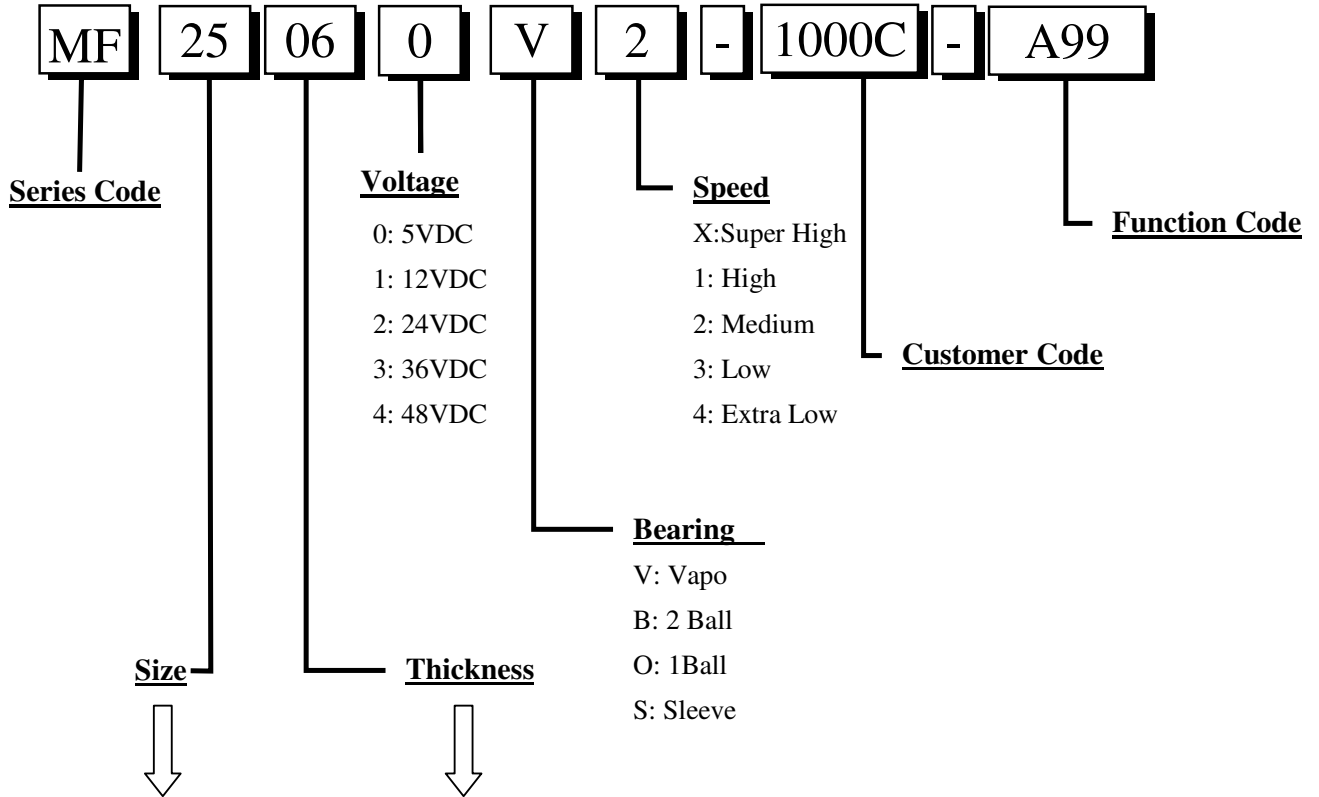 MF 25 06 0 V 2 - 1000C - A99
Series Code
Voltage
0: 5VDC
1: 12VDC
2: 24VDC
3: 36VDC
4: 48VDC
Speed
X:Super High
1: High
2: Medium
3: Low
4: Extra Low
Function Code
Customer Code
Bearing
V: Vapo
B: 2 Ball
O: 1Ball
S: Sleeve
Size
Thickness